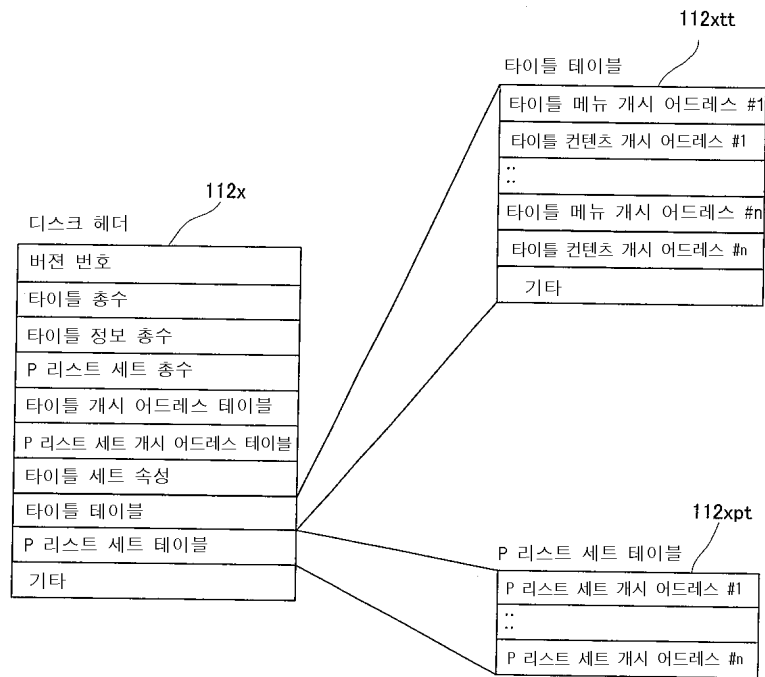 112xtt
타이틀 테이블
타이틀 메뉴 개시 어드레스 #1
타이틀 컨텐츠 개시 어드레스 #1
:
:
타이틀 메뉴 개시 어드레스 #n
타이틀 컨텐츠 개시 어드레스 #n
기타
112x
디스크 헤더
버젼 번호
타이틀 총수
타이틀 정보 총수
P 리스트 세트 총수
타이틀 개시 어드레스 테이블
P 리스트 세트 개시 어드레스 테이블
타이틀 세트 속성
타이틀 테이블
P 리스트 세트 테이블
기타
112xpt
P 리스트 세트 테이블
P 리스트 세트 개시 어드레스 #1
:
:
P 리스트 세트 개시 어드레스 #n